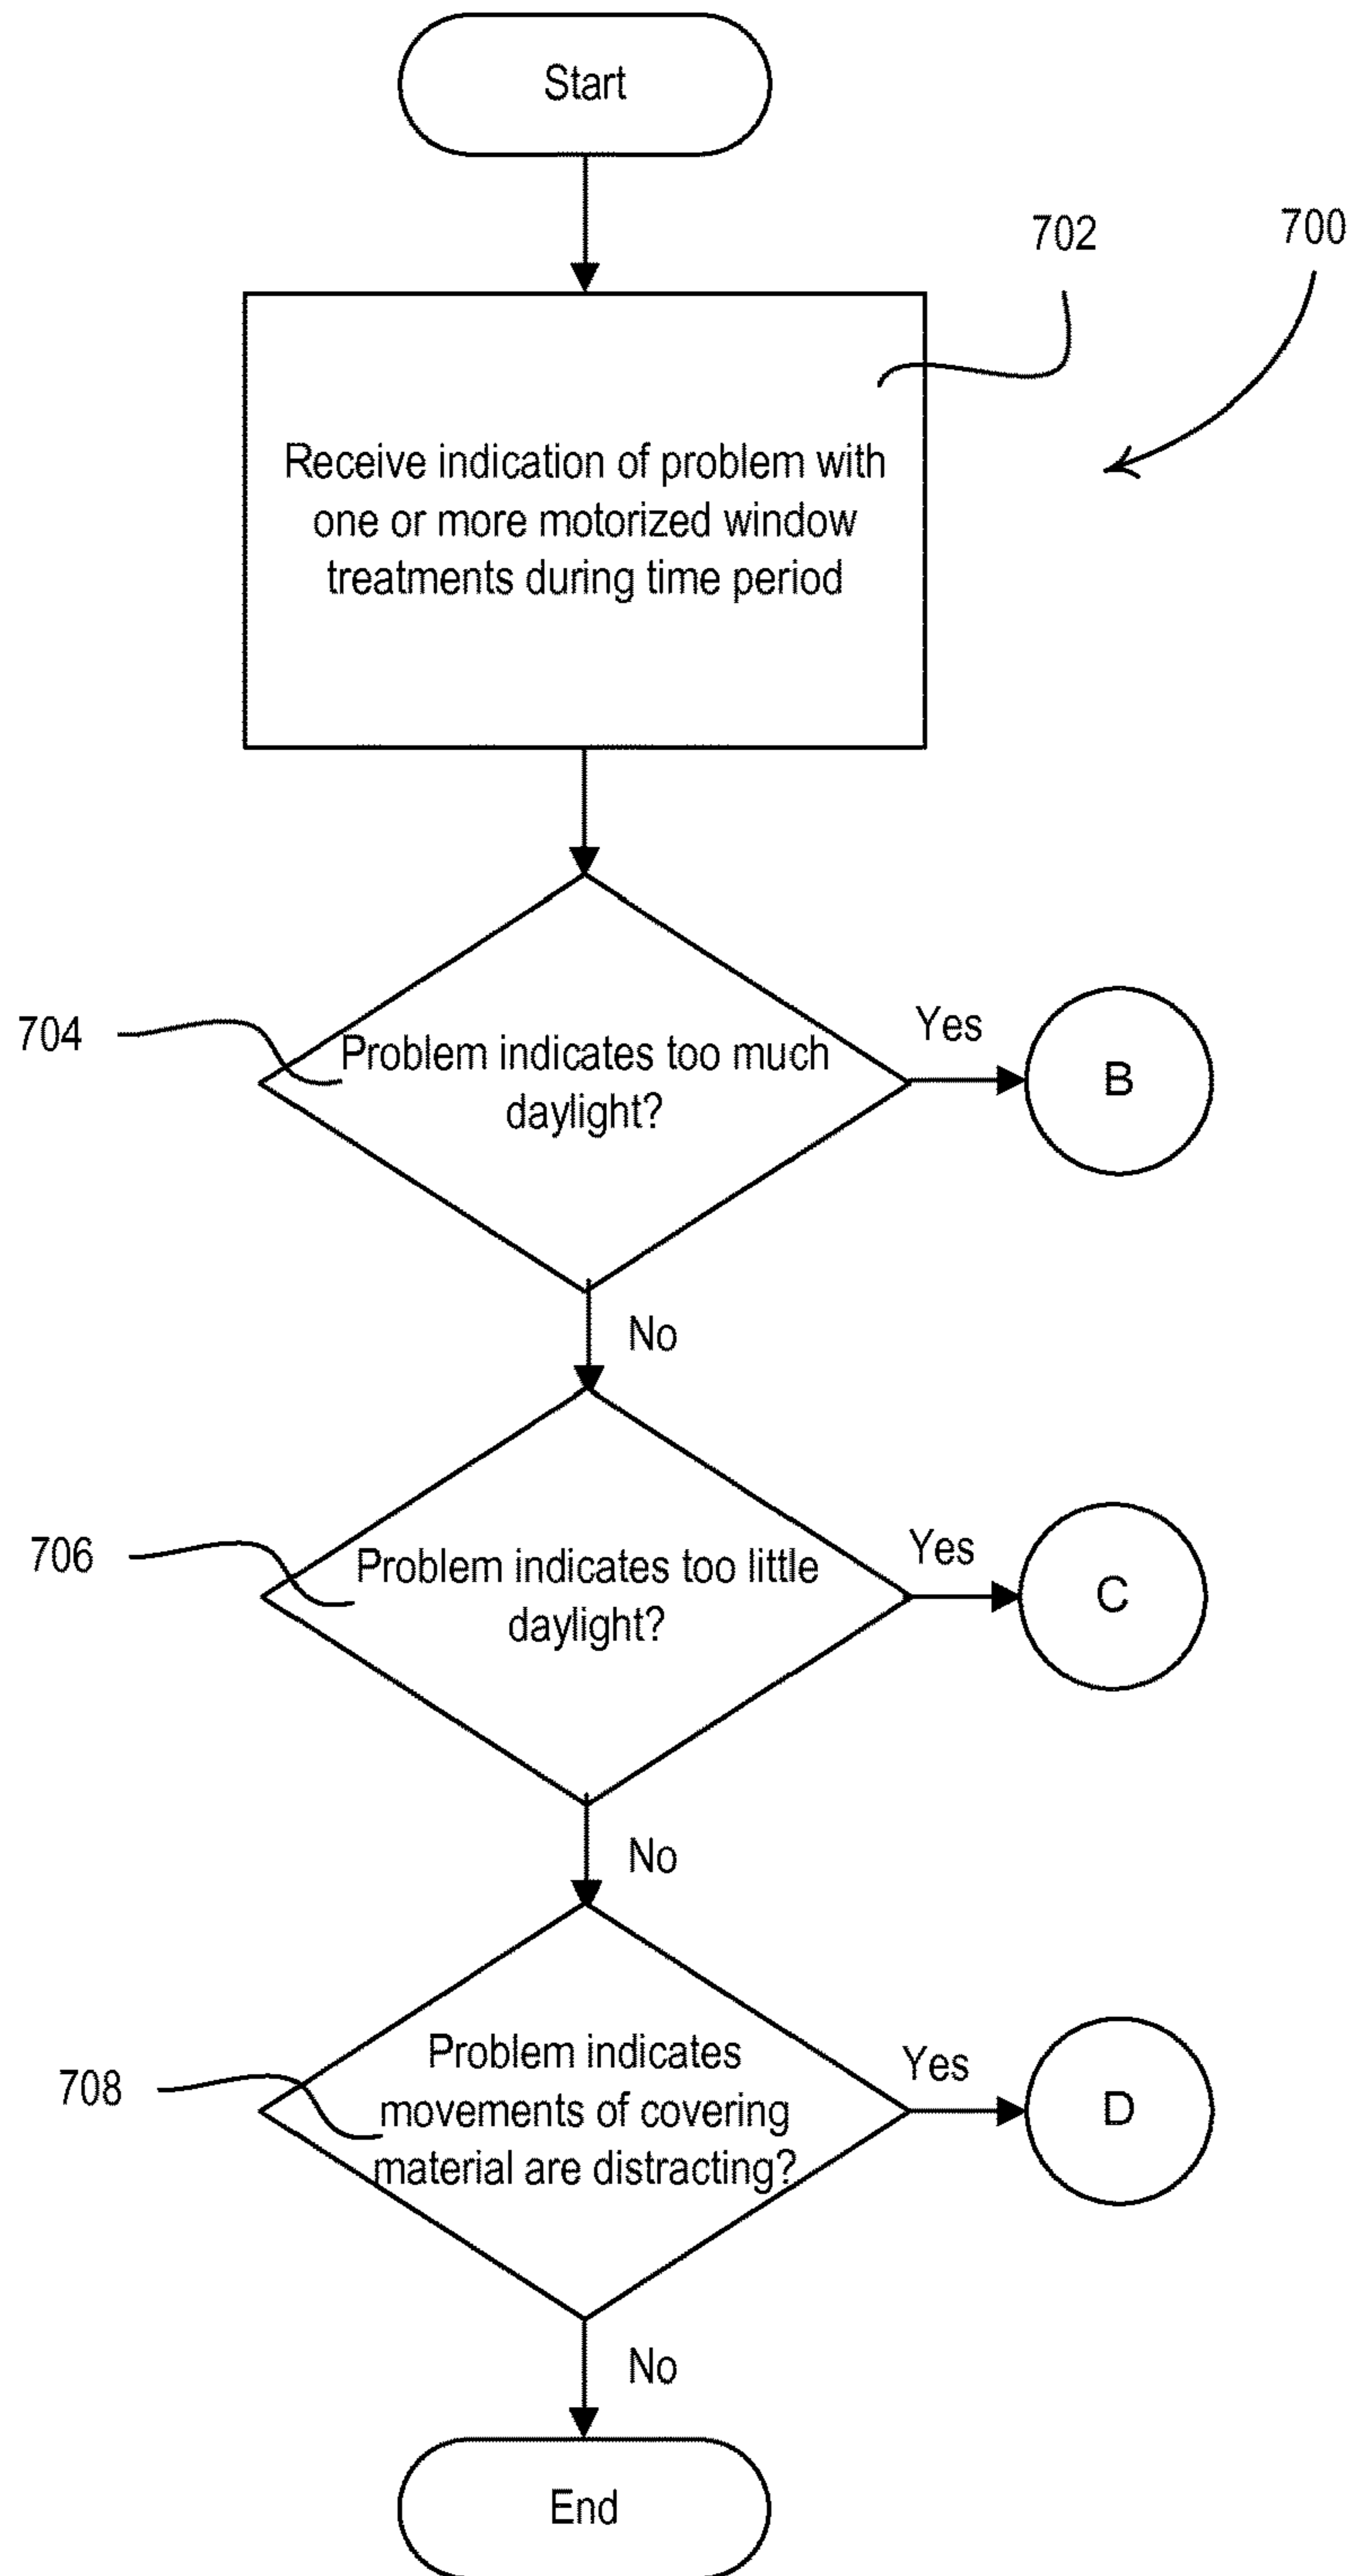 Start
702
700
Receive indication of problem with
one or more motorized window
treatments during time period
704
Problem indicates too much
daylight?
Yes
B
No
706
Problem indicates too little
daylight?
Yes
C
No
708
Problem indicates
movements of covering
material are distracting?
Yes
D
No
End